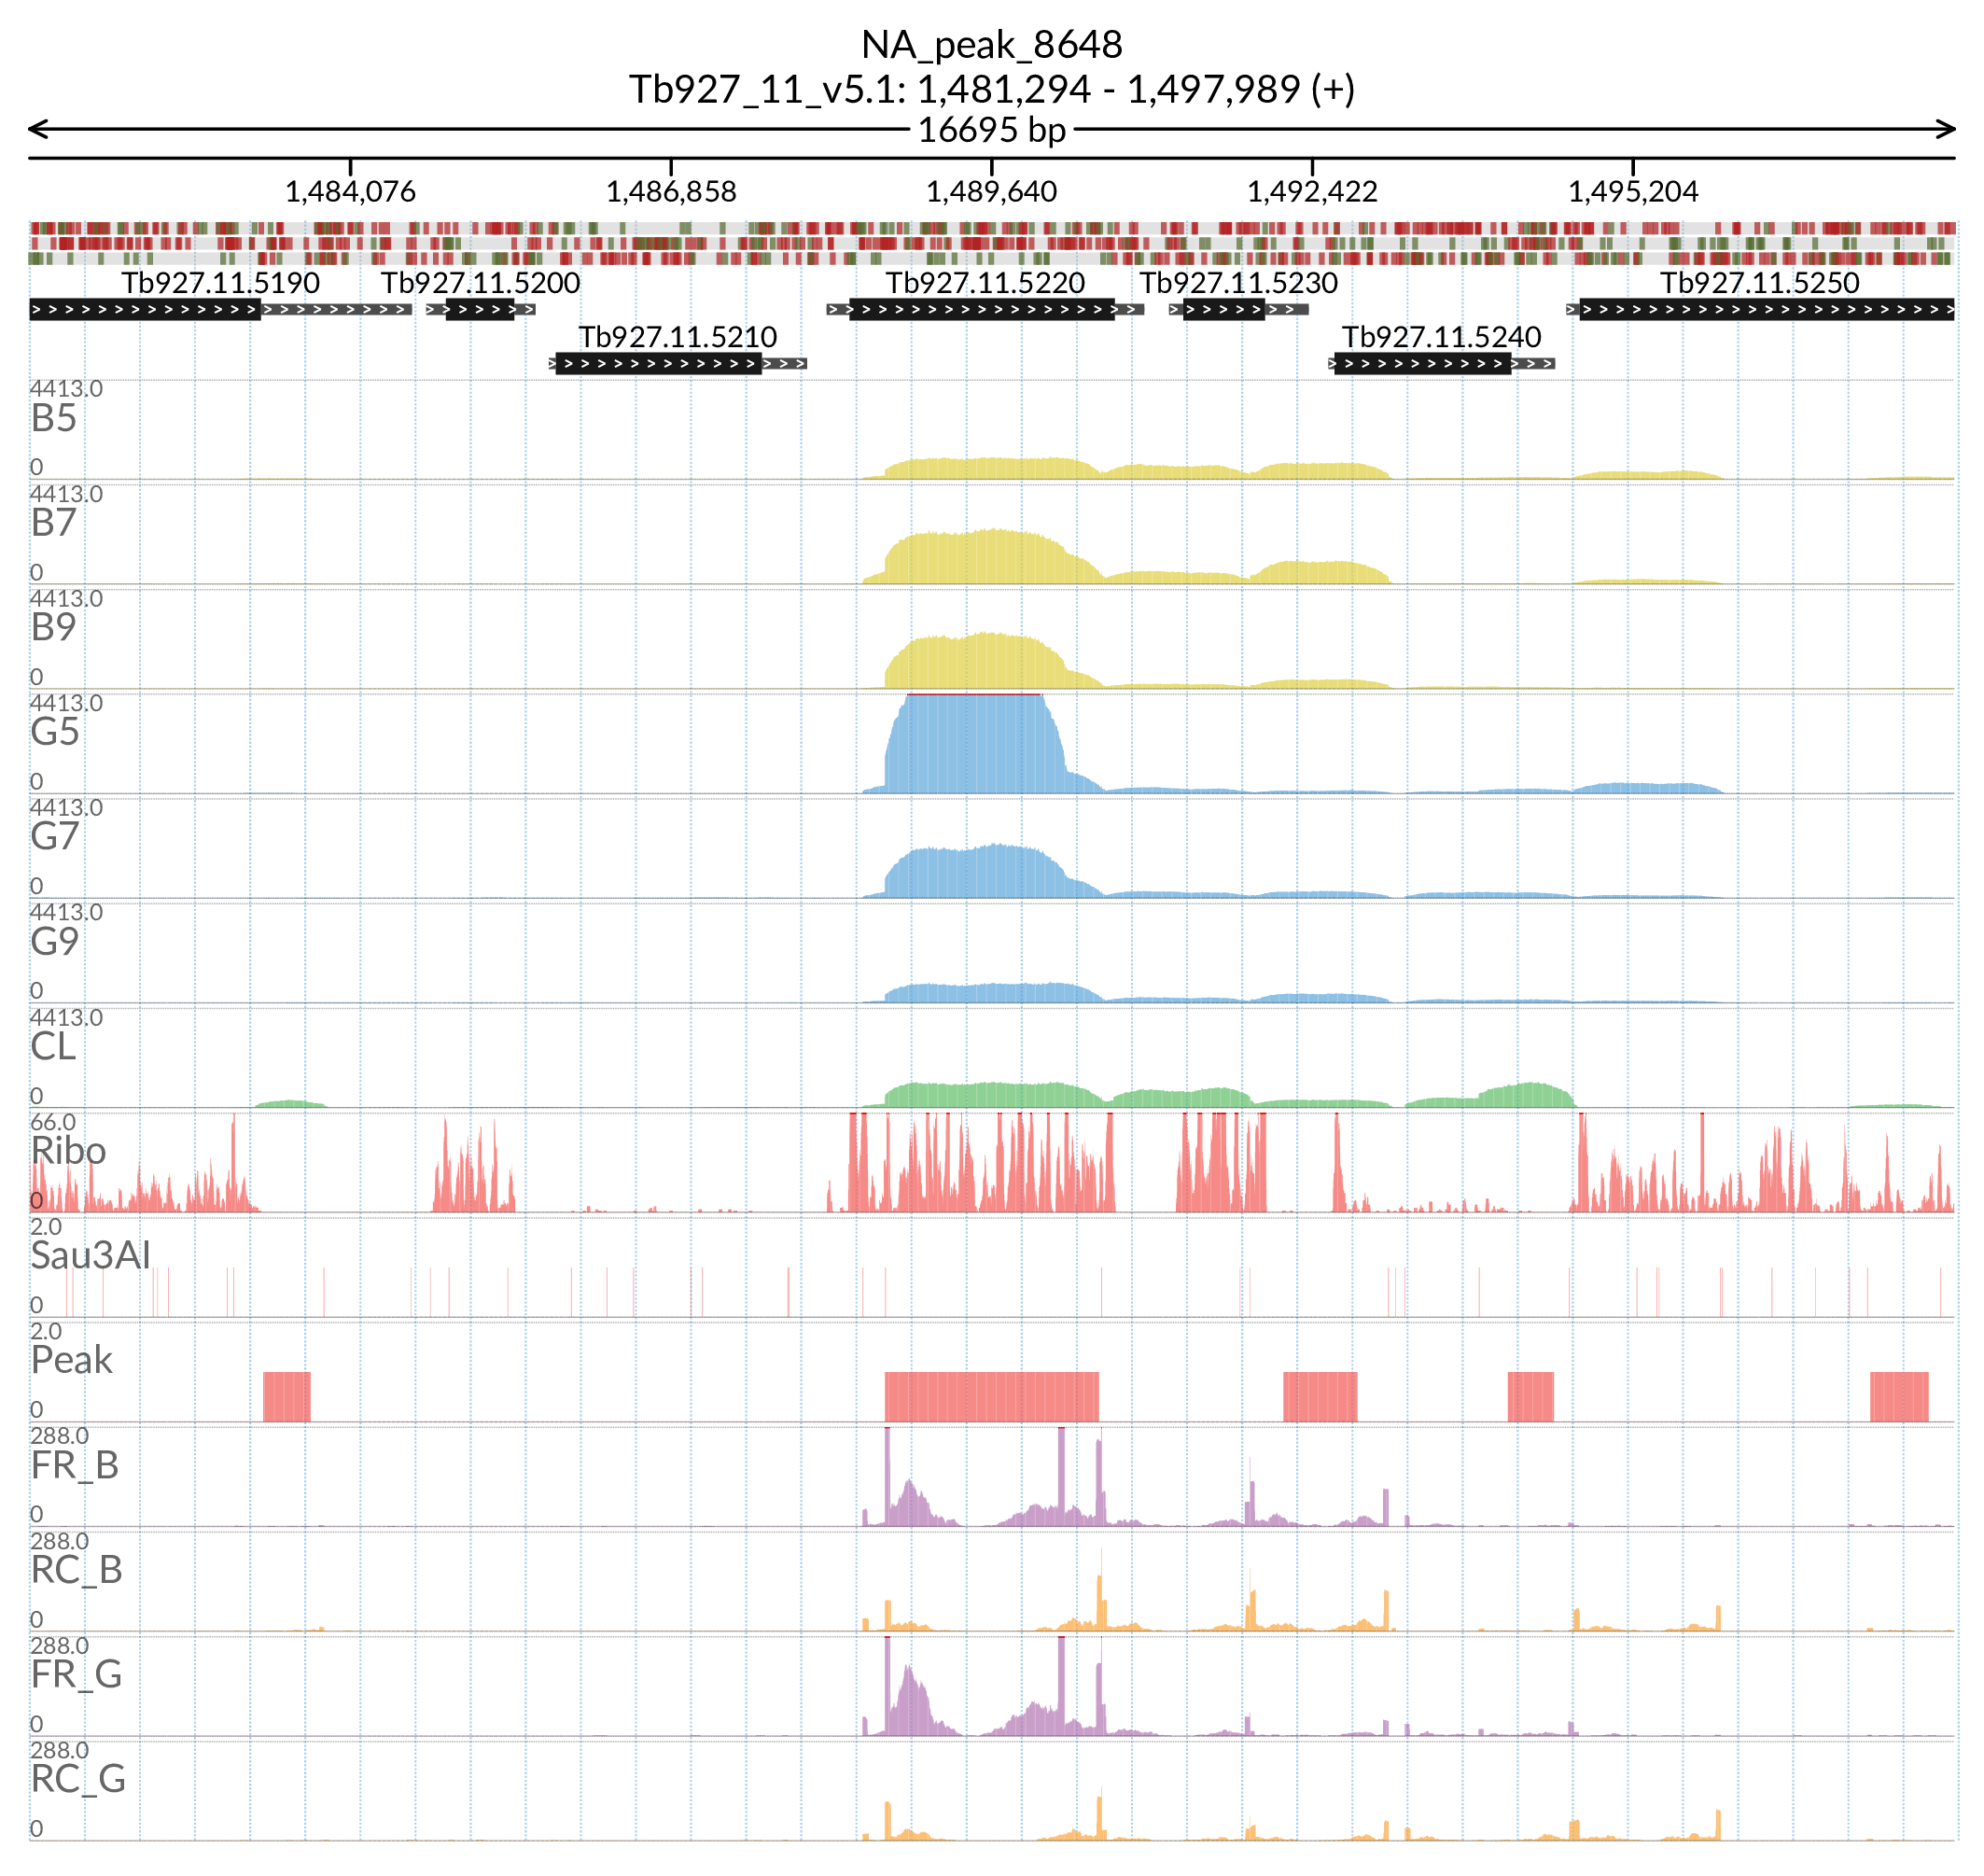 NA_peak_8648
Tb927_11_v5.1: 1,481,294 - 1,497,989 (+)
16695 bp
1,484,076 1,486,858 1,489,640 1,492,422 1,495,204
Tb927.11.5190 Tb927.11.5200 Tb927.11.5220 Tb927.11.5230 Tb927.11.5250
Tb927.11.5210 Tb927.11.5240
4413.0
B5
0
4413.0
B7
0
4413.0
B9
0
4413.0
G5
0
4413.0
G7
0
4413.0
G9
0
4413.0
CL
0
66.0
Ribo
0
2.0
Sau3AI
0
2.0
Peak
0
288.0
FR_B
0
288.0
RC_B
0
288.0
FR_G
0
288.0
RC_G
0